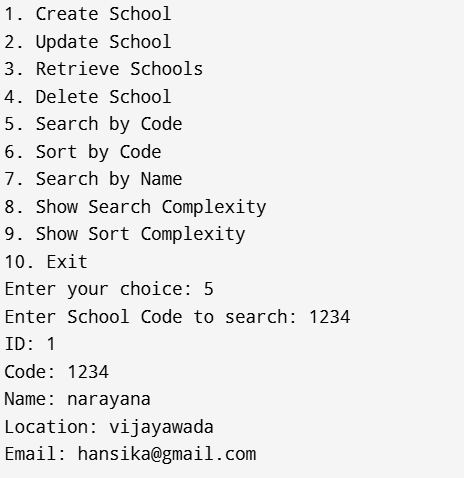 1. Create School
2. Update School
3. Retrieve Schools
4. Delete School
5. Search by Code
6. Sort by Code
7. Search by Name
8. Show Search Complexity
9. Show Sort Complexity
10. Exit
Enter your choice: 5
Enter School Code to search: 1234
ID: 1
Code: 1234
Name: narayana
Location: vijayawada
Email: hansika@gmail.com